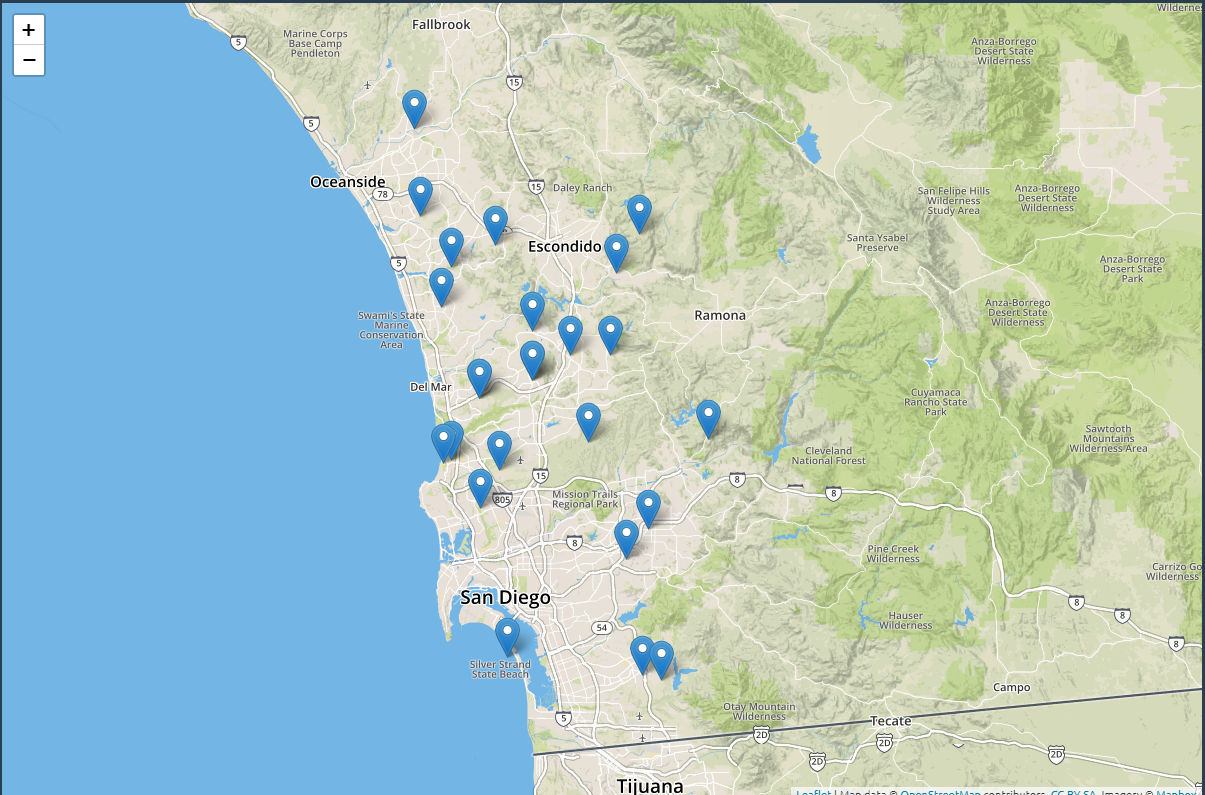 +
−
Fallbrook
Wildernes
5
Marine Corps
Base Camp
Pendleton
Anza-Borrego
Desert State
Wilderness
15
5
Oceanside
78
15
Daley Ranch
San Felipe Hills
Wilderness
Study Area
Anza-Borrego
Desert State
Wilderness
Escondido
Santa Ysabel
Preserve
5
Anza-Borrego
Desert State
Park
Swami's State
Marine
Conservation
Area
Ramona
Anza-Borrego
Desert State
Wilderness
Del Mar
Cuyamaca
Rancho State
Park
Sawtooth
Mountains
Wilderness Area
Cleveland
National Forest
15
805
Mission Trails
Regional Park
8
8
8
Pine Creek
Wilderness
Carrizo Go
Wilderness
San Diego
8
8
8
Hauser
Wilderness
54
Silver Strand
State Beach
Campo
Otay Mountain
Wilderness
5
Tecate
2D
2D
2D
2D
Tijuana
Leaflet | Map data © OpenStreetMap contributors, CC-BY-SA, Imagery © Mapbox